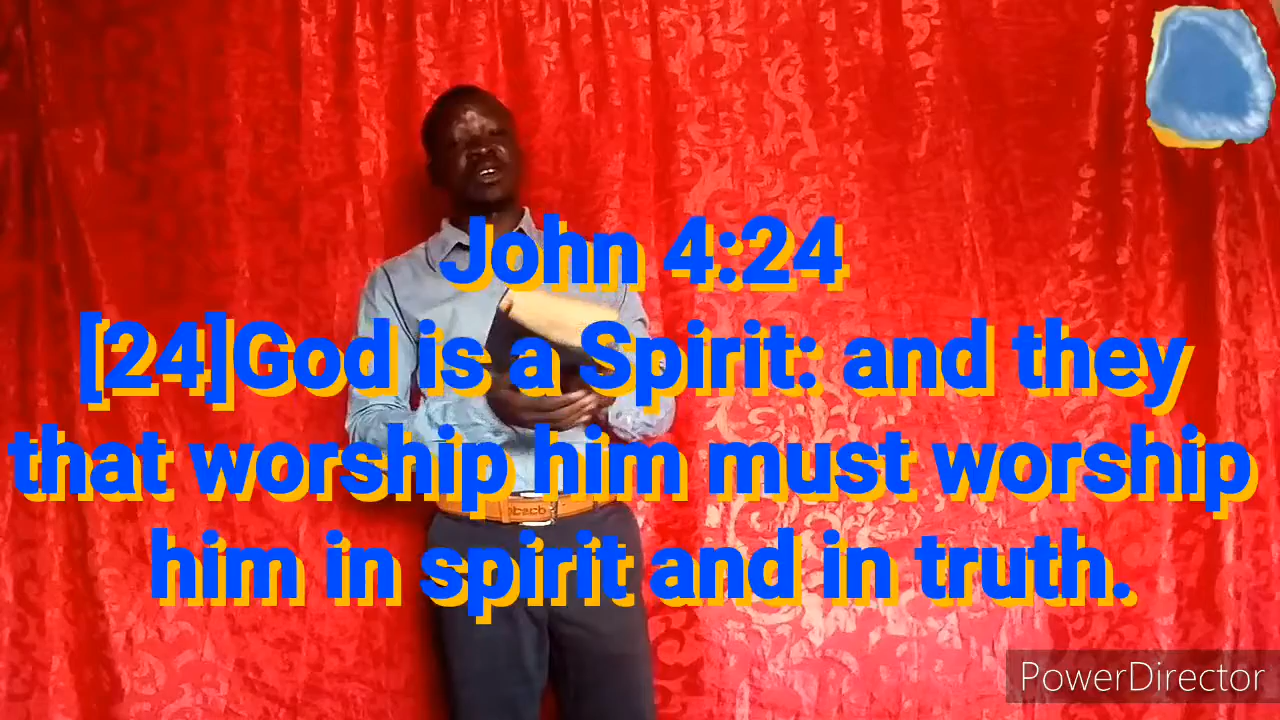 John 4:24
[24]God is a Spirit: and they
that worship him must worship
him in spirit and in truth.
PowerDirector